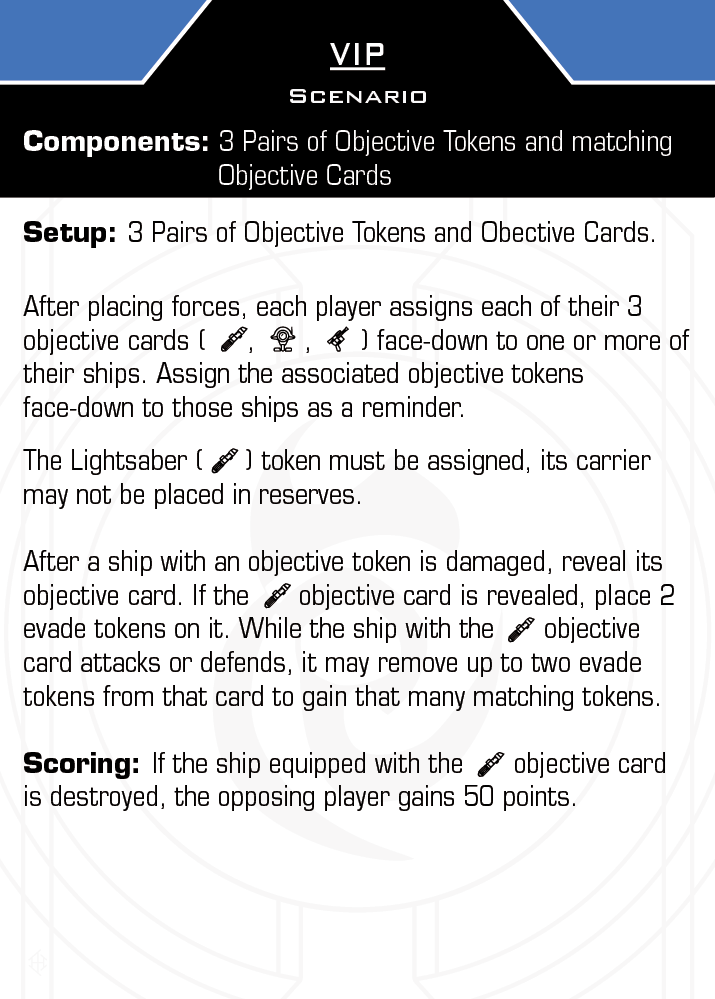 VIP
Scenario
Components: 3 Pairs of Objective Tokens and matching
Objective Cards
Setup: 3 Pairs of Objective Tokens and Obective Cards.
After placing forces, each player assigns each of their 3
objective cards ( , , ) face-down to one or more of
their ships. Assign the associated objective tokens
face-down to those ships as a reminder.
The Lightsaber ( ) token must be assigned, its carrier
may not be placed in reserves.
After a ship with an objective token is damaged, reveal its
objective card. If the objective card is revealed, place 2
evade tokens on it. While the ship with the objective
card attacks or defends, it may remove up to two evade
tokens from that card to gain that many matching tokens.
Scoring: If the ship equipped with the objective card
is destroyed, the opposing player gains 50 points.